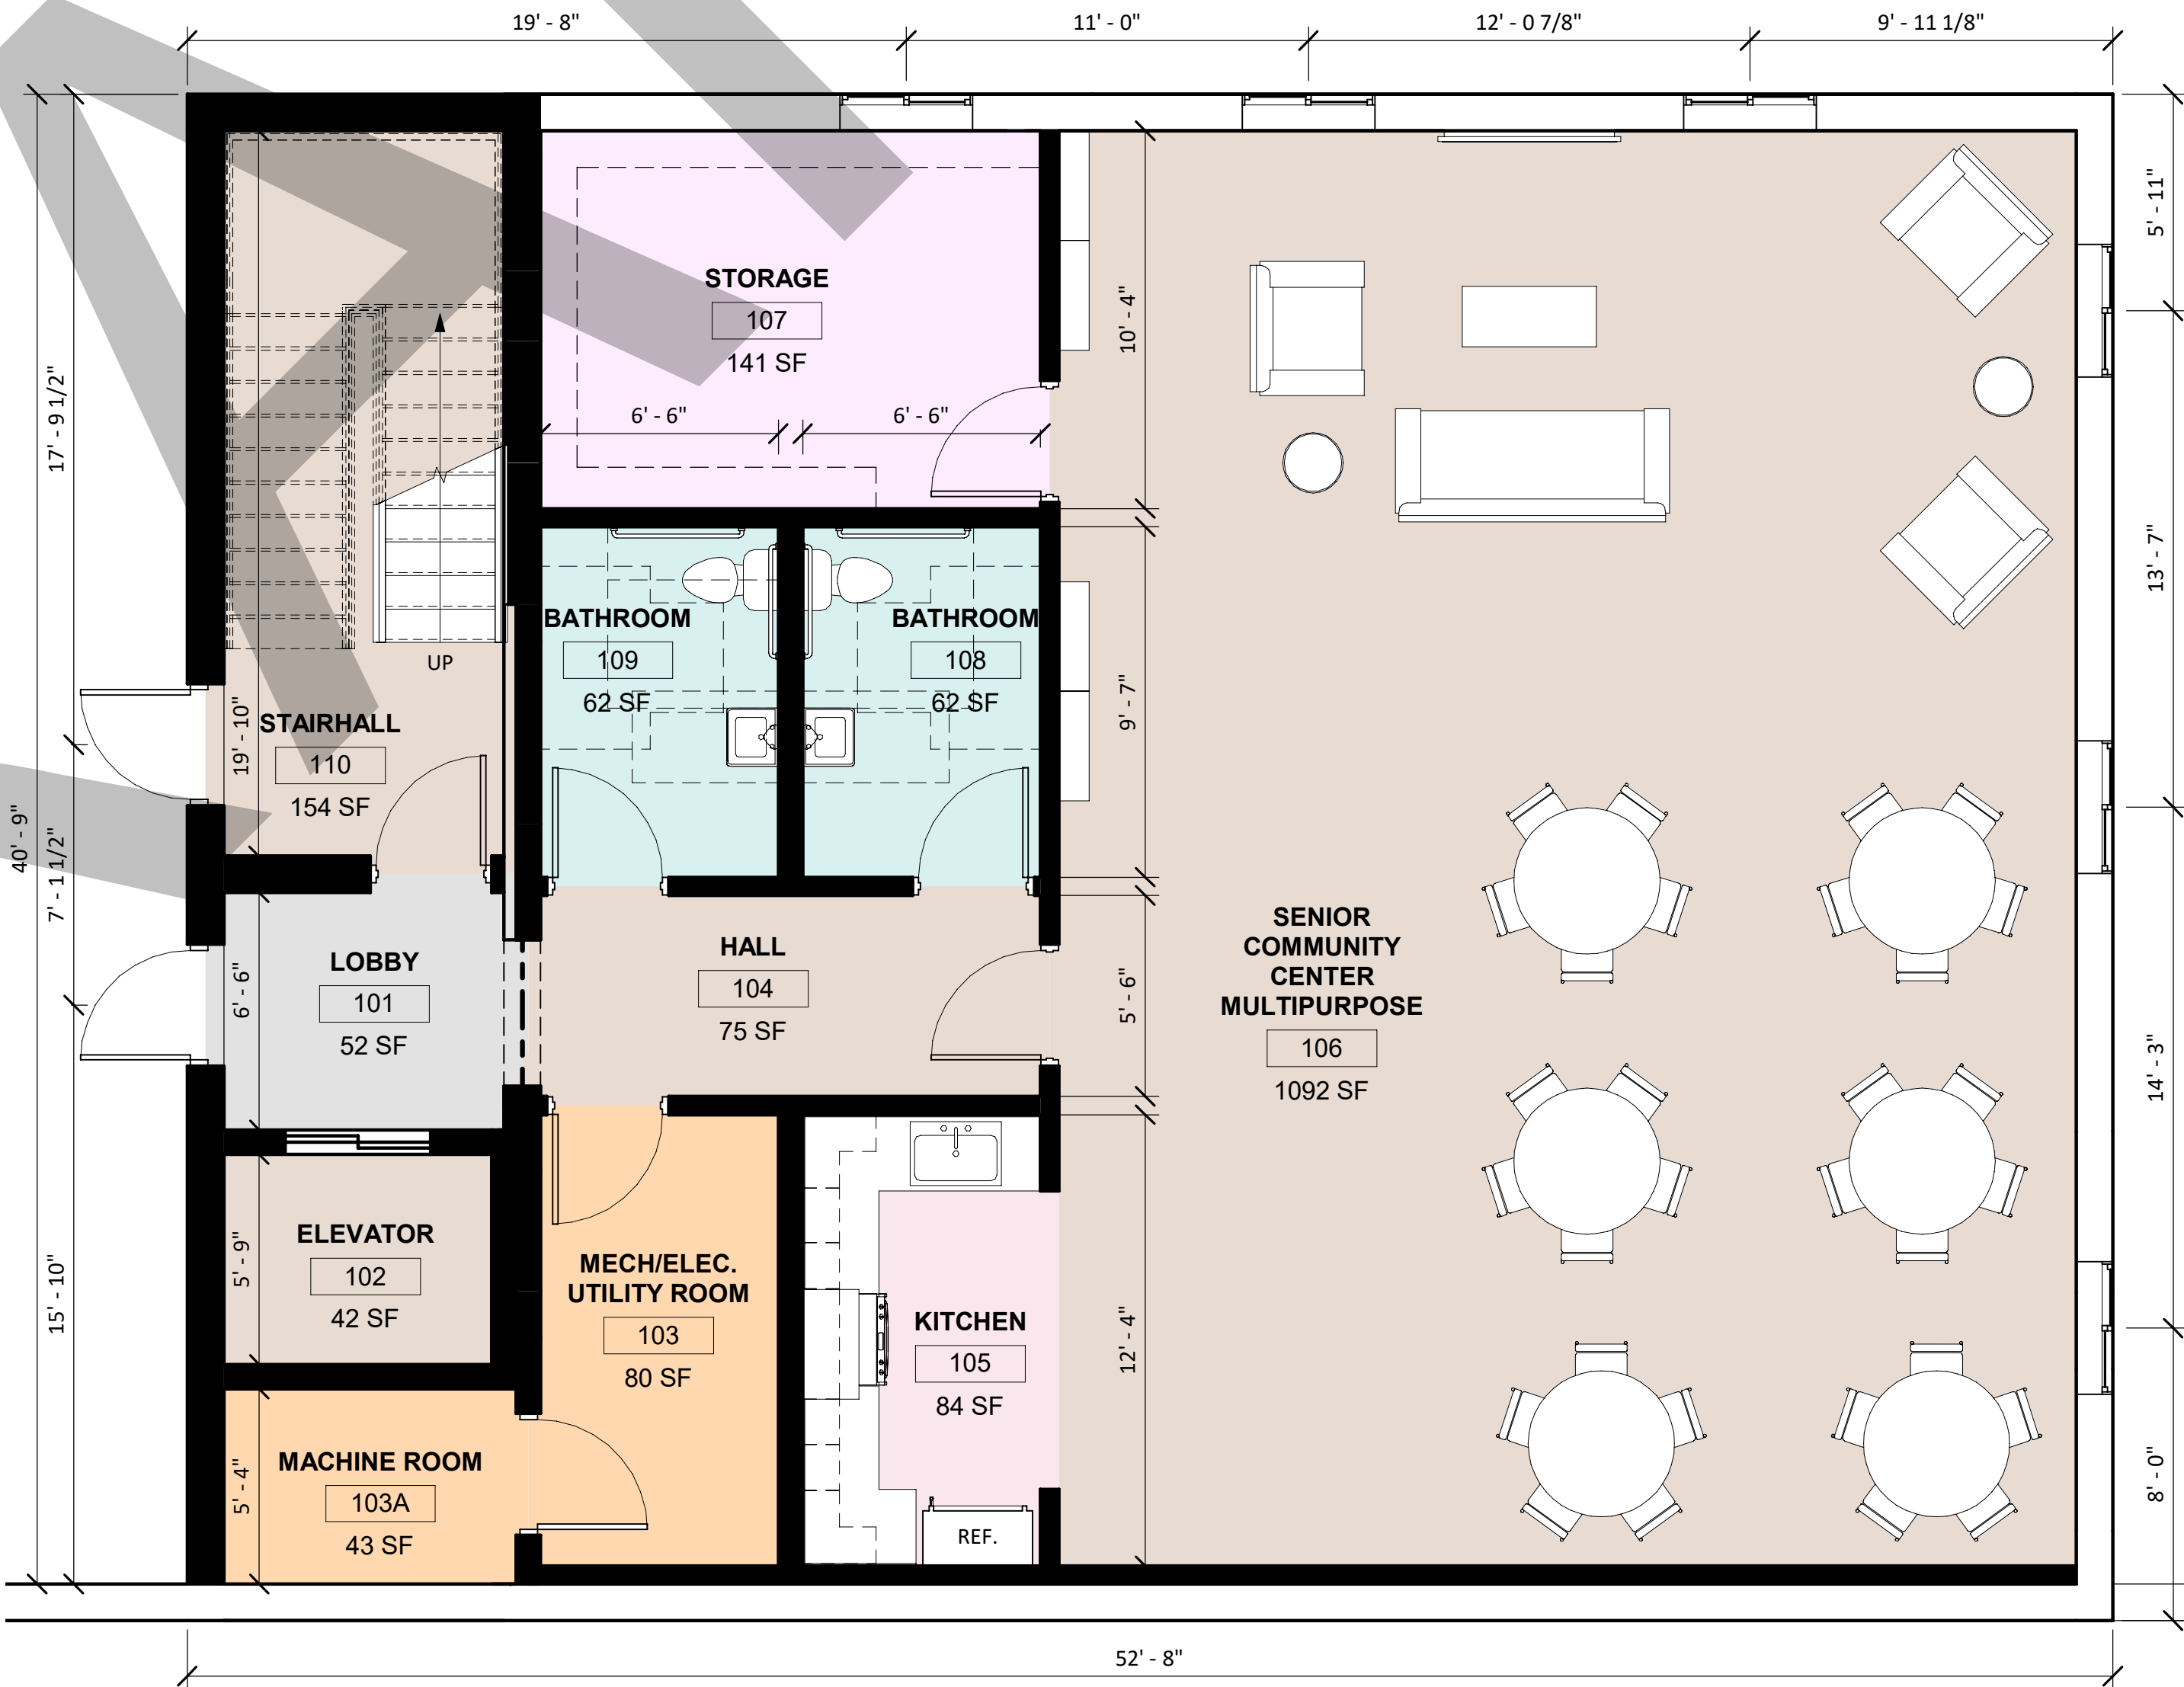 19' - 8"
11' - 0"
12' - 0 7/8"
9' - 11 1/8"
40' - 9"
17' - 9 1/2"
7' - 1 1/2"
15' - 10"
5' - 11"
13' - 7"
14' - 3"
8' - 0"
STORAGE
107
141 SF
6' - 6"
6' - 6"
10' - 4"
UP
STAIRHALL
110
154 SF
19' - 10"
BATHROOM
109
62 SF
BATHROOM
108
62 SF
9' - 7"
LOBBY
101
52 SF
6' - 6"
HALL
104
75 SF
5' - 6"
SENIOR
COMMUNITY
CENTER
MULTIPURPOSE
106
1092 SF
ELEVATOR
102
42 SF
5' - 9"
MECH/ELEC.
UTILITY ROOM
103
80 SF
KITCHEN
105
84 SF
12' - 4"
MACHINE ROOM
103A
43 SF
5' - 4"
REF.
52' - 8"